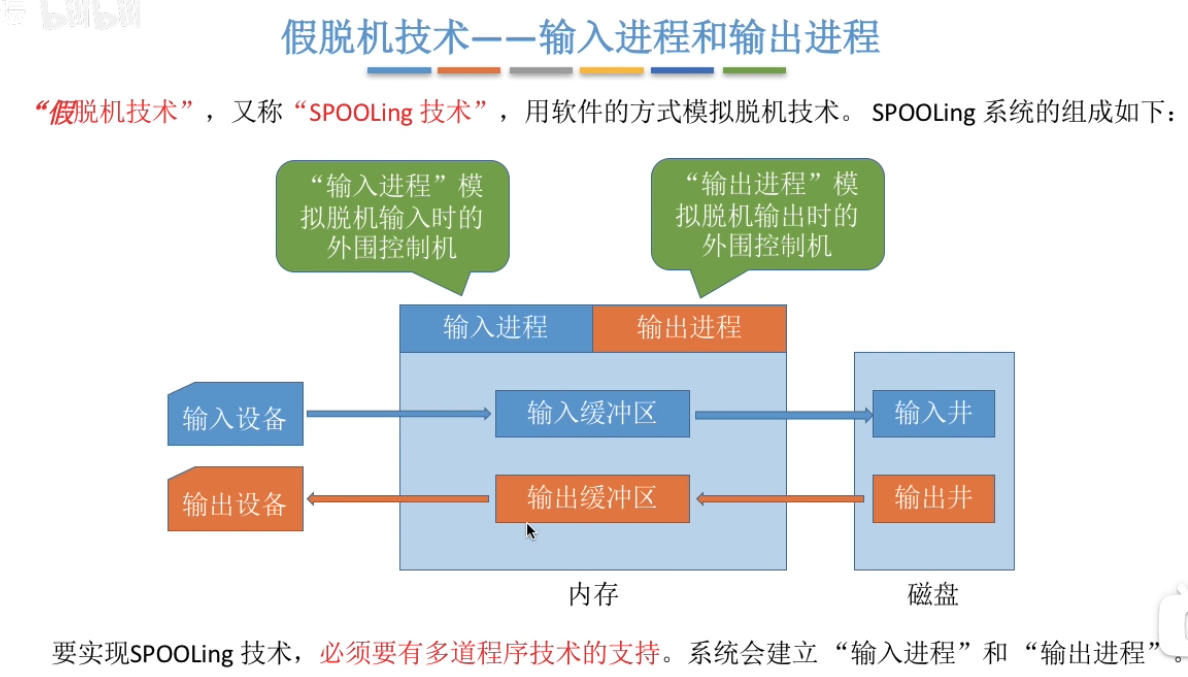 bilibili
假脱机技术——输入进程和输出进程
“假脱机技术”，又称“SPOOLing 技术”，用软件的方式模拟脱机技术。 SPOOLing 系统的组成如下：
“输入进程”模
拟脱机输入时的
外围控制机
“输出进程”模
拟脱机输出时的
外围控制机
输入进程
输出进程
输入设备
输入缓冲区
输入井
输出设备
输出缓冲区
输出井
内存
磁盘
要实现SPOOLing 技术，必须要有多道程序技术的支持。系统会建立 “输入进程”和 “输出进程”。